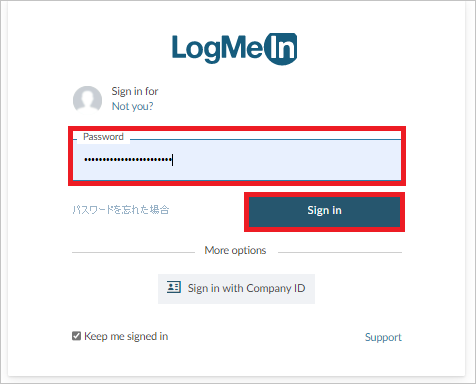 LogMeIn
Sign in for
Not you?
Password
••••••••••••••••••••••••
パスワードを忘れた場合
Sign in
More options
Sign in with Company ID
Keep me signed in
Support